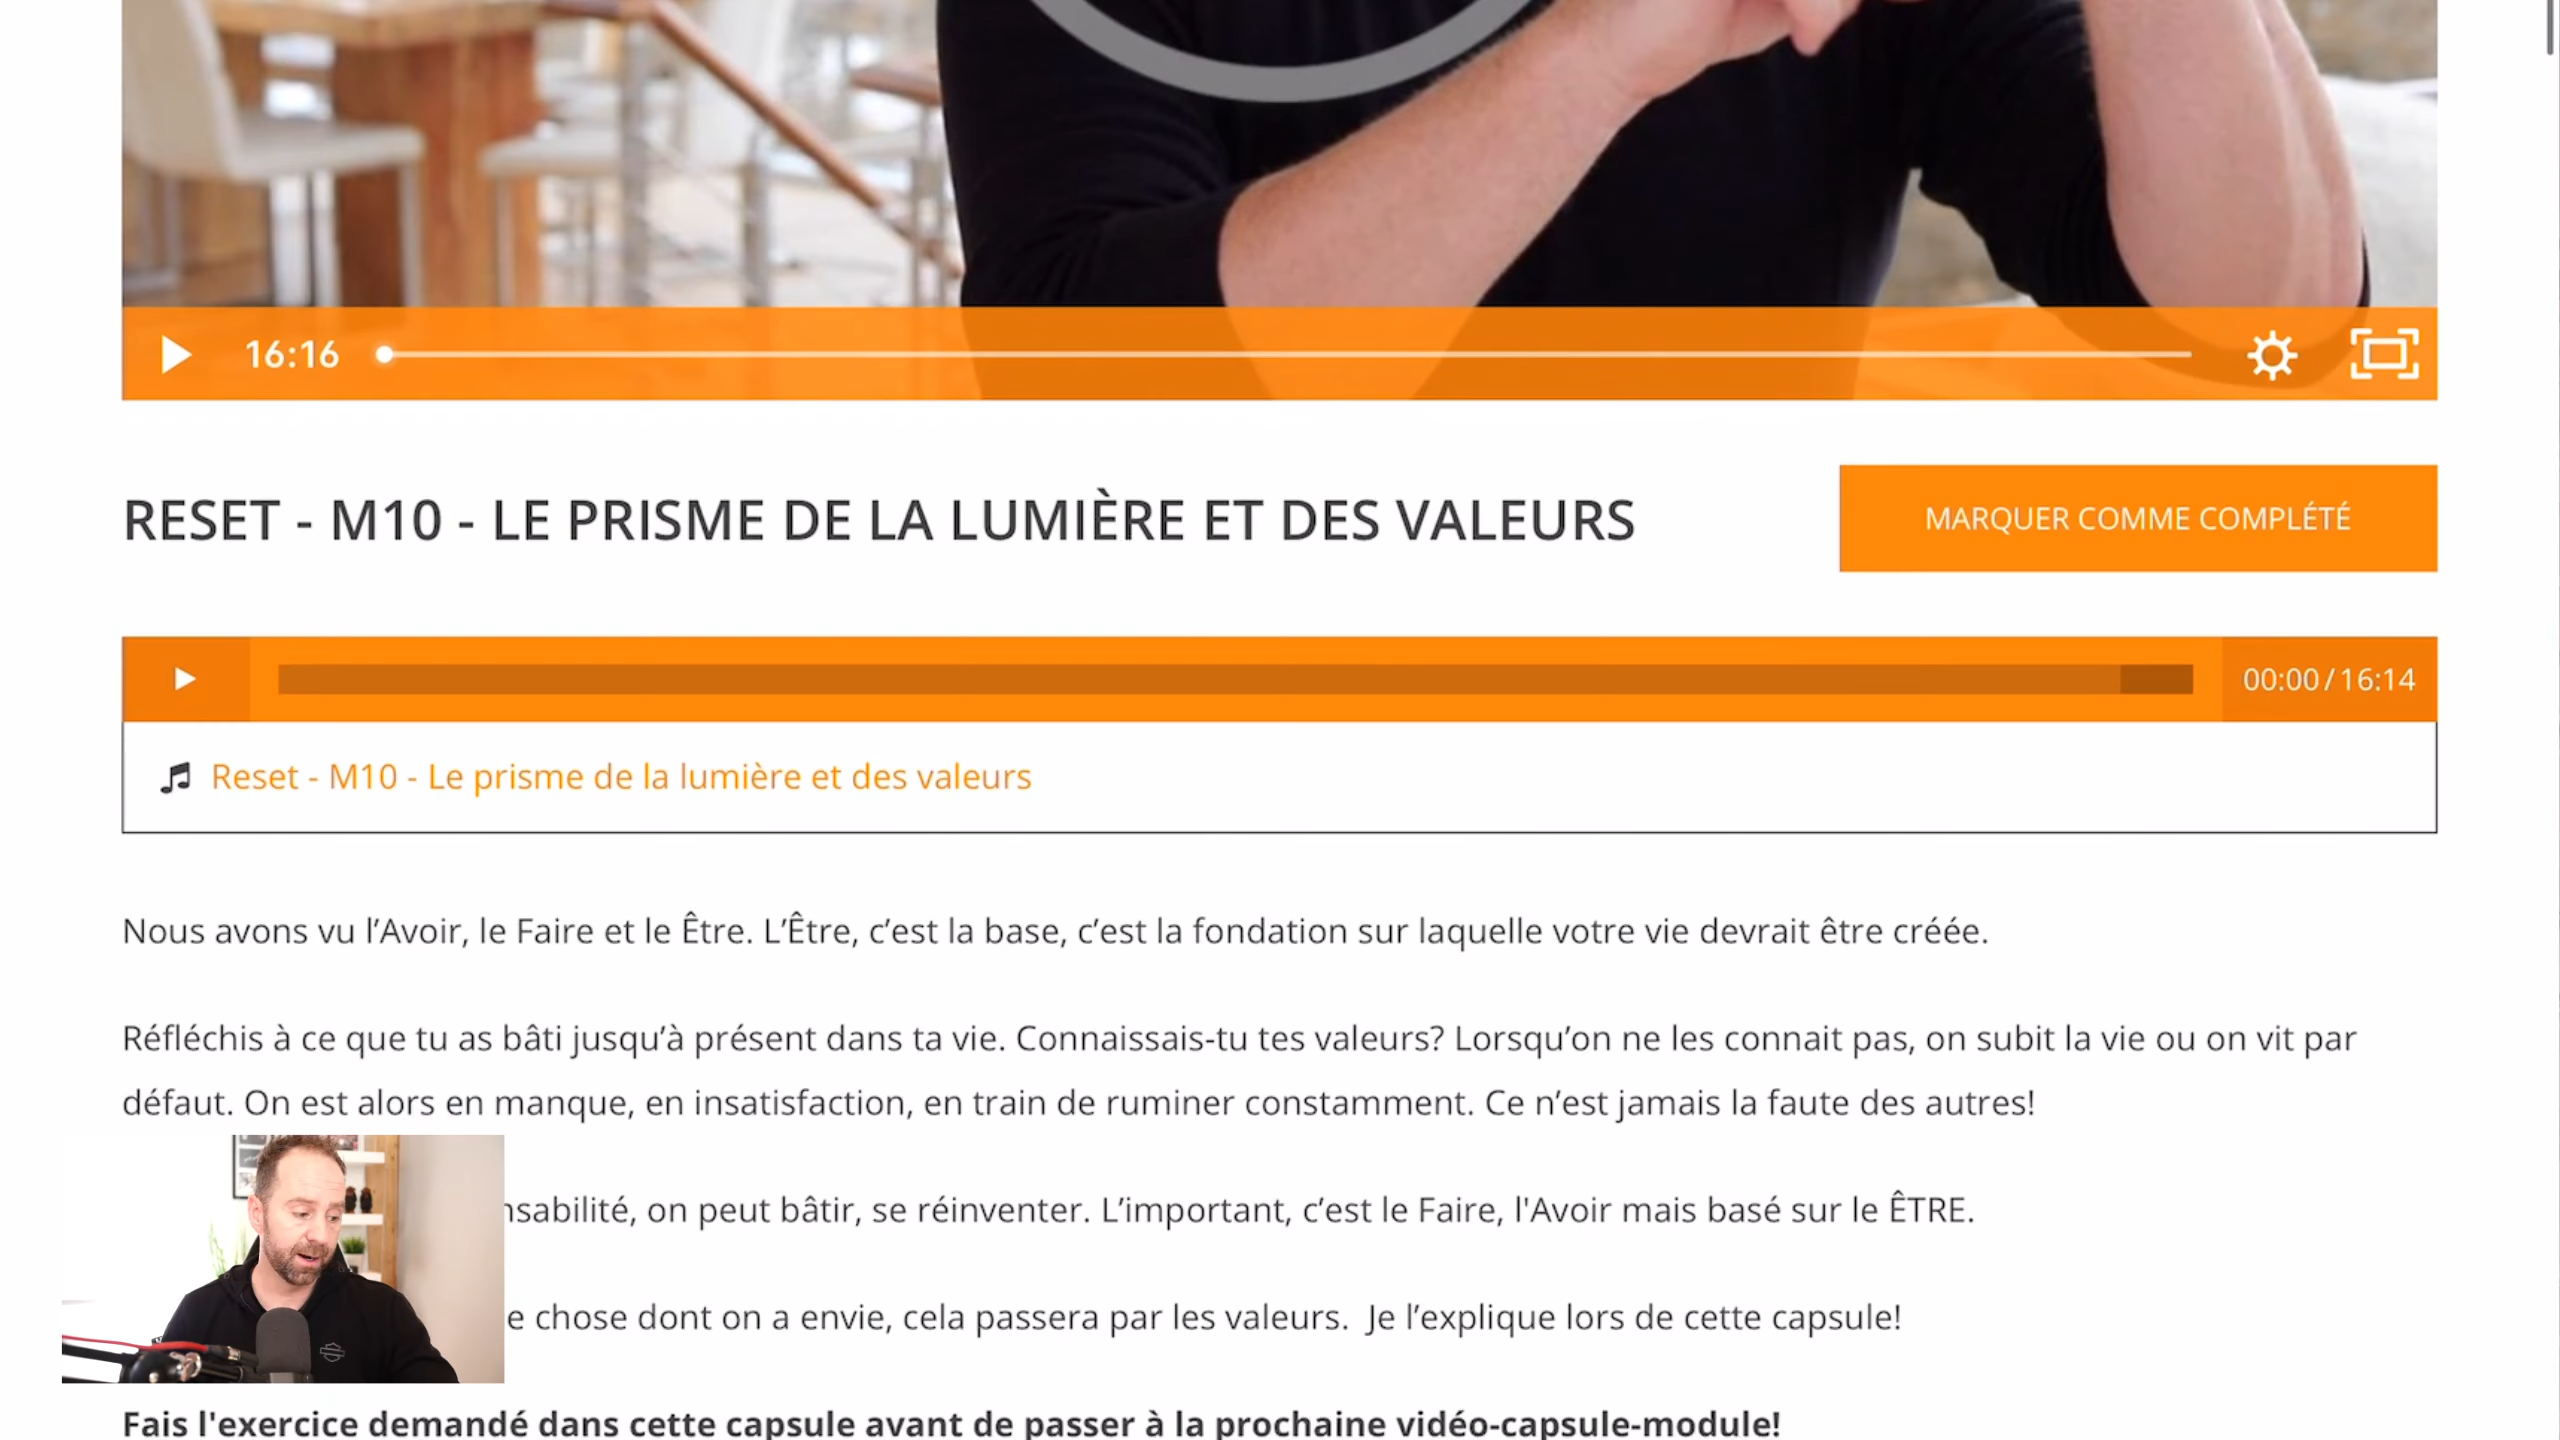 16:16
RESET - M10 - LE PRISME DE LA LUMIÈRE ET DES VALEURS
MARQUER COMME COMPLÉTÉ
00:00/16:14
Reset - M10 - Le prisme de la lumière et des valeurs
Nous avons vu l’Avoir, le Faire et le Être. L’Être, c’est la base, c’est la fondation sur laquelle votre vie devrait être créée.
Réfléchis à ce que tu as bâti jusqu’à présent dans ta vie. Connaissais-tu tes valeurs? Lorsqu’on ne les connait pas, on subit la vie ou on vit par
défaut. On est alors en manque, en insatisfaction, en train de ruminer constamment. Ce n’est jamais la faute des autres!
on peut bâtir, se réinventer. L’important, c’est le Faire, l'Avoir mais basé sur le ÊTRE.
chose dont on a envie, cela passera par les valeurs. Je l’explique lors de cette capsule!
Fais l'exercice demandé dans cette capsule avant de passer à la prochaine vidéo-capsule-module!